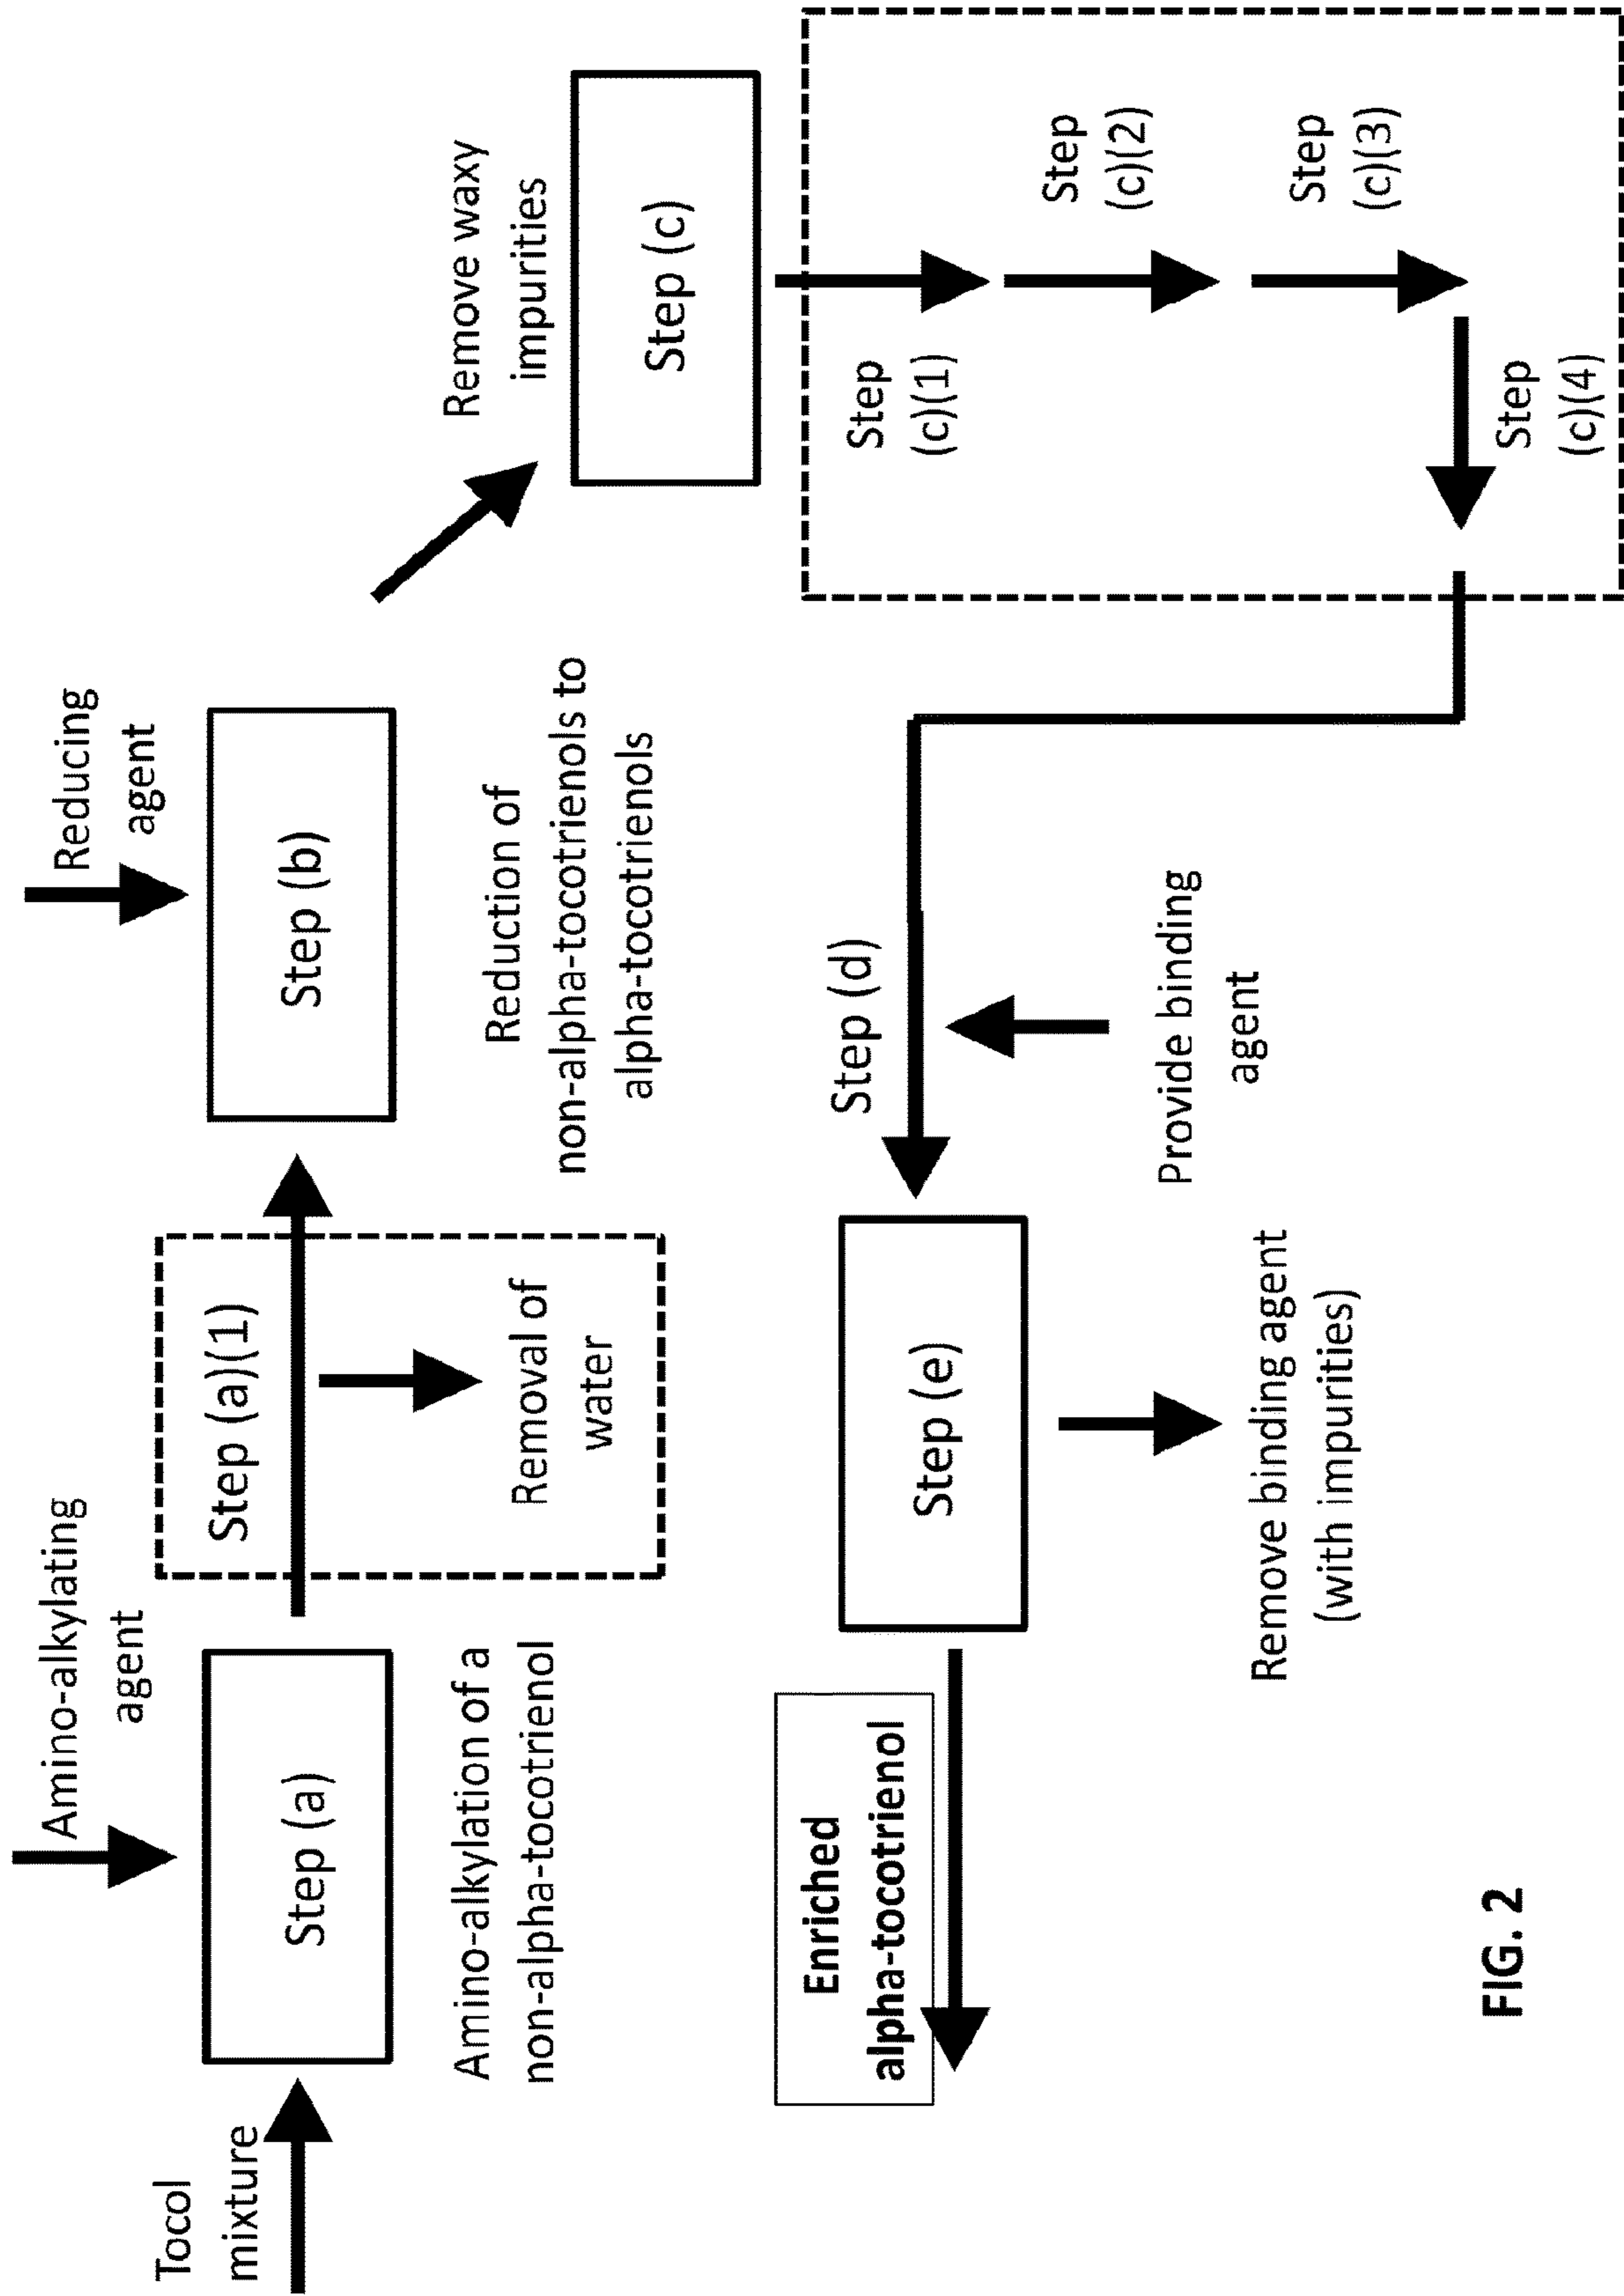 Tocol
mixture
Amino-alkylating
agent
Step (a)
Amino-alkylation of a
non-alpha-tocotrienol
Step (a)(1)
Removal of
water
Reducing
agent
Step (b)
Reduction of
non-alpha-tocotrienols to
alpha-tocotrienols
Remove waxy
impurities
Step (c)
Step
(c)(1)
Step
(c)(2)
Step
(c)(3)
Step
(c)(4)
Step (d)
Provide binding
agent
Step (e)
Remove binding agent
(with impurities)
Enriched
alpha-tocotrienol
FIG. 2